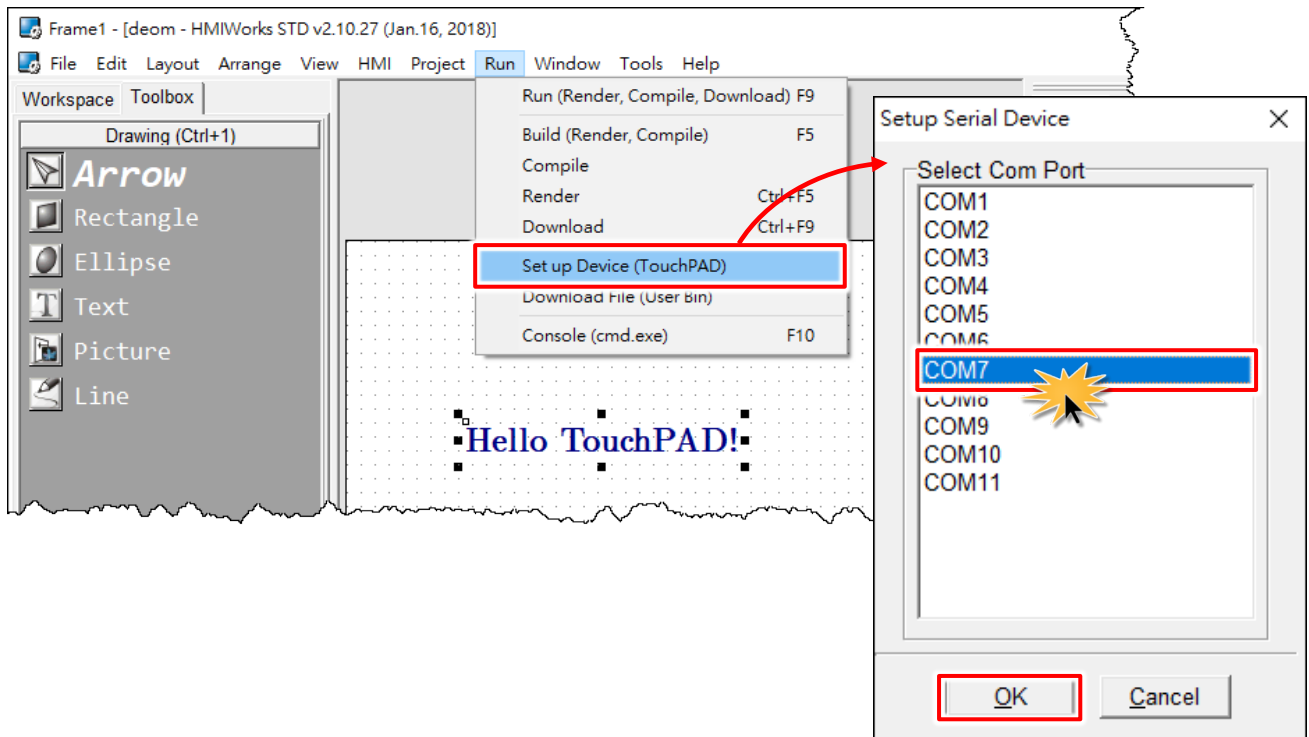 Frame1 - [deom - HMIWorks STD v2.10.27 (Jan.16, 2018)]
File Edit Layout Arrange View HMI Project Run Window Tools Help
Workspace Toolbox
Drawing (Ctrl+1)
Arrow
Rectangle
Ellipse
Text
Picture
Line
Run (Render, Compile, Download) F9
Build (Render, Compile) F5
Compile
Render Ctrl+F5
Download Ctrl+F9
Set up Device (TouchPAD)
Download File (User Bin)
Console (cmd.exe) F10
Hello TouchPAD!
Setup Serial Device
Select Com Port
COM1
COM2
COM3
COM4
COM5
COM6
COM7
COM8
COM9
COM10
COM11
OK Cancel